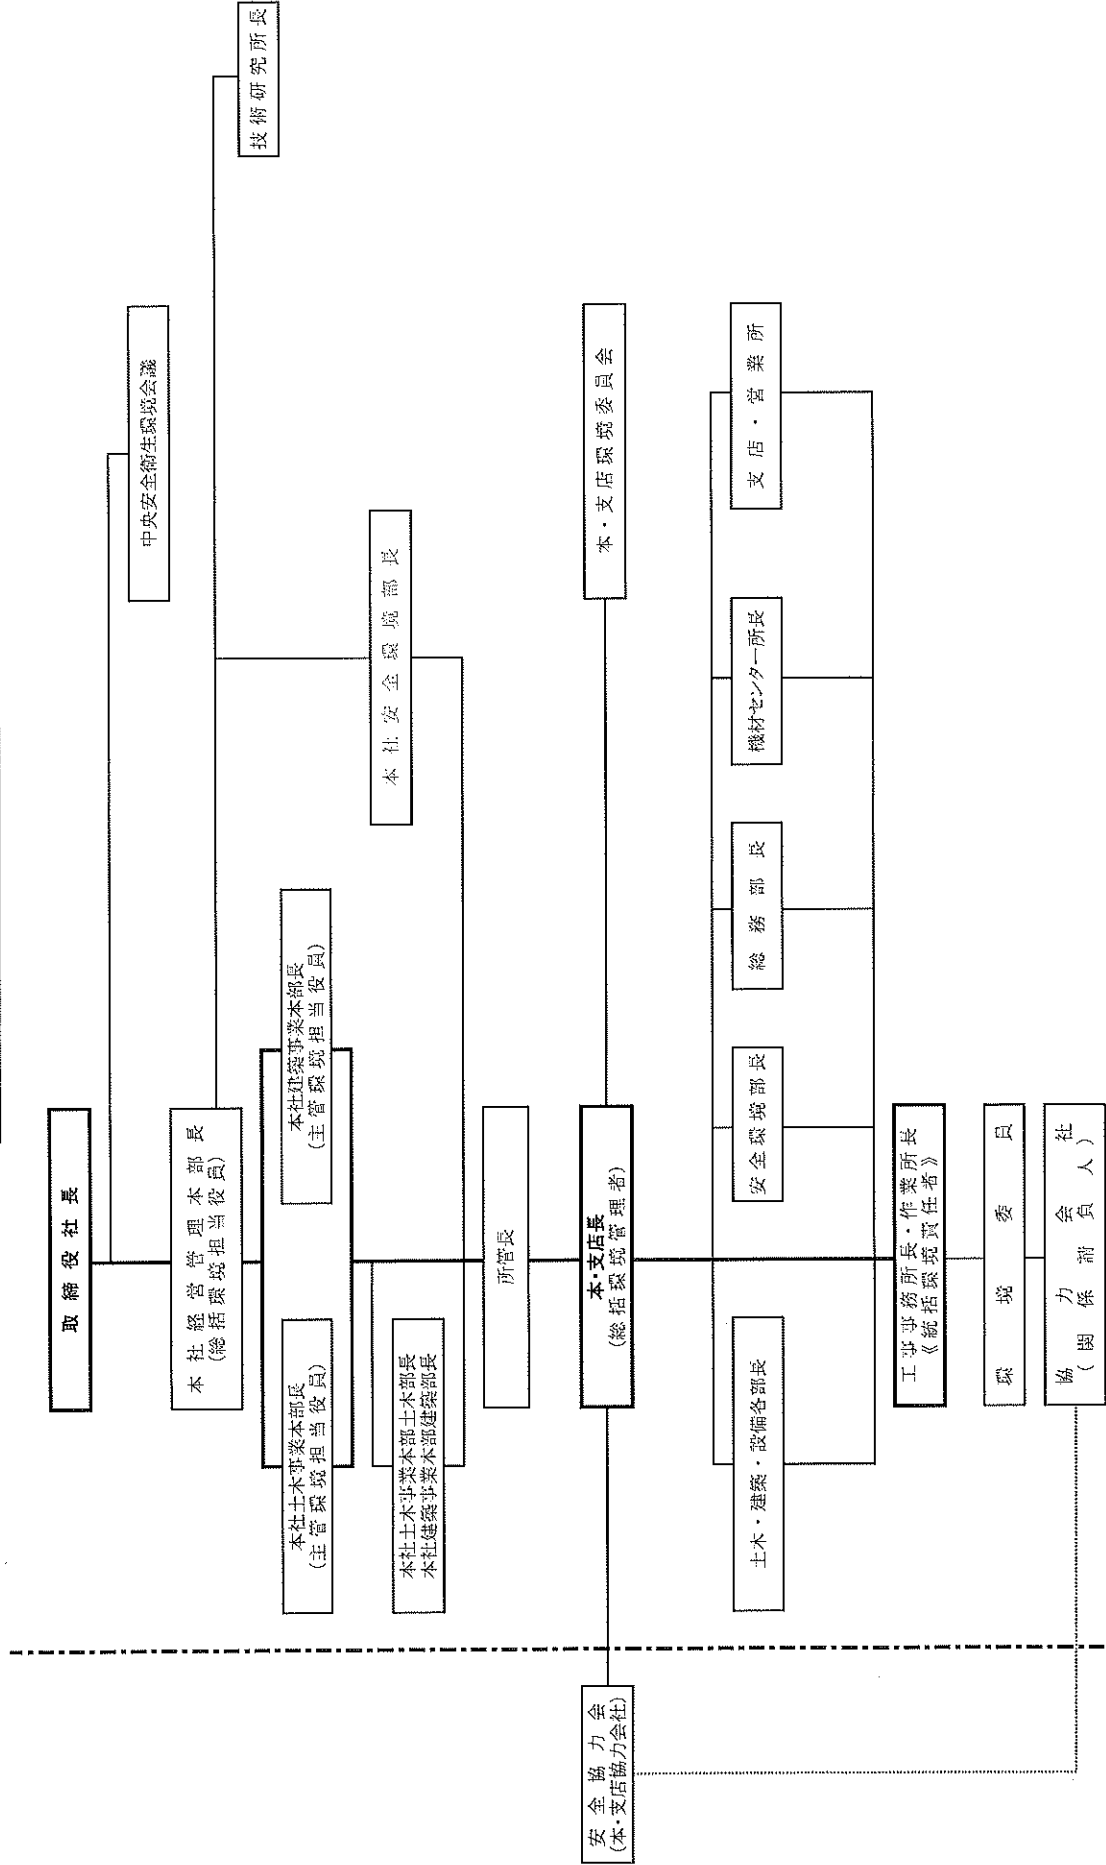 取締役社長
中央安全衛生環境会議
本社経営管理本部長
(総括環境担当役員)
技術研究所長
本社土木事業本部長
(主管環境担当役員)
本社建築事業本部長
(主管環境担当役員)
本社安全環境部長
本社土木事業本部土木部長
本社建築事業本部建築部長
所管長
安全協力会
(本・支店協力会社)
本・支店長
(総括環境管理者)
本・支店環境委員会
土木・建築・設備各部長
安全環境部長
総務部長
機材センター所長
支店・営業所
工事事務所長・作業所長
《統括環境責任者》
環境委員
協力会社
(関係請負人)